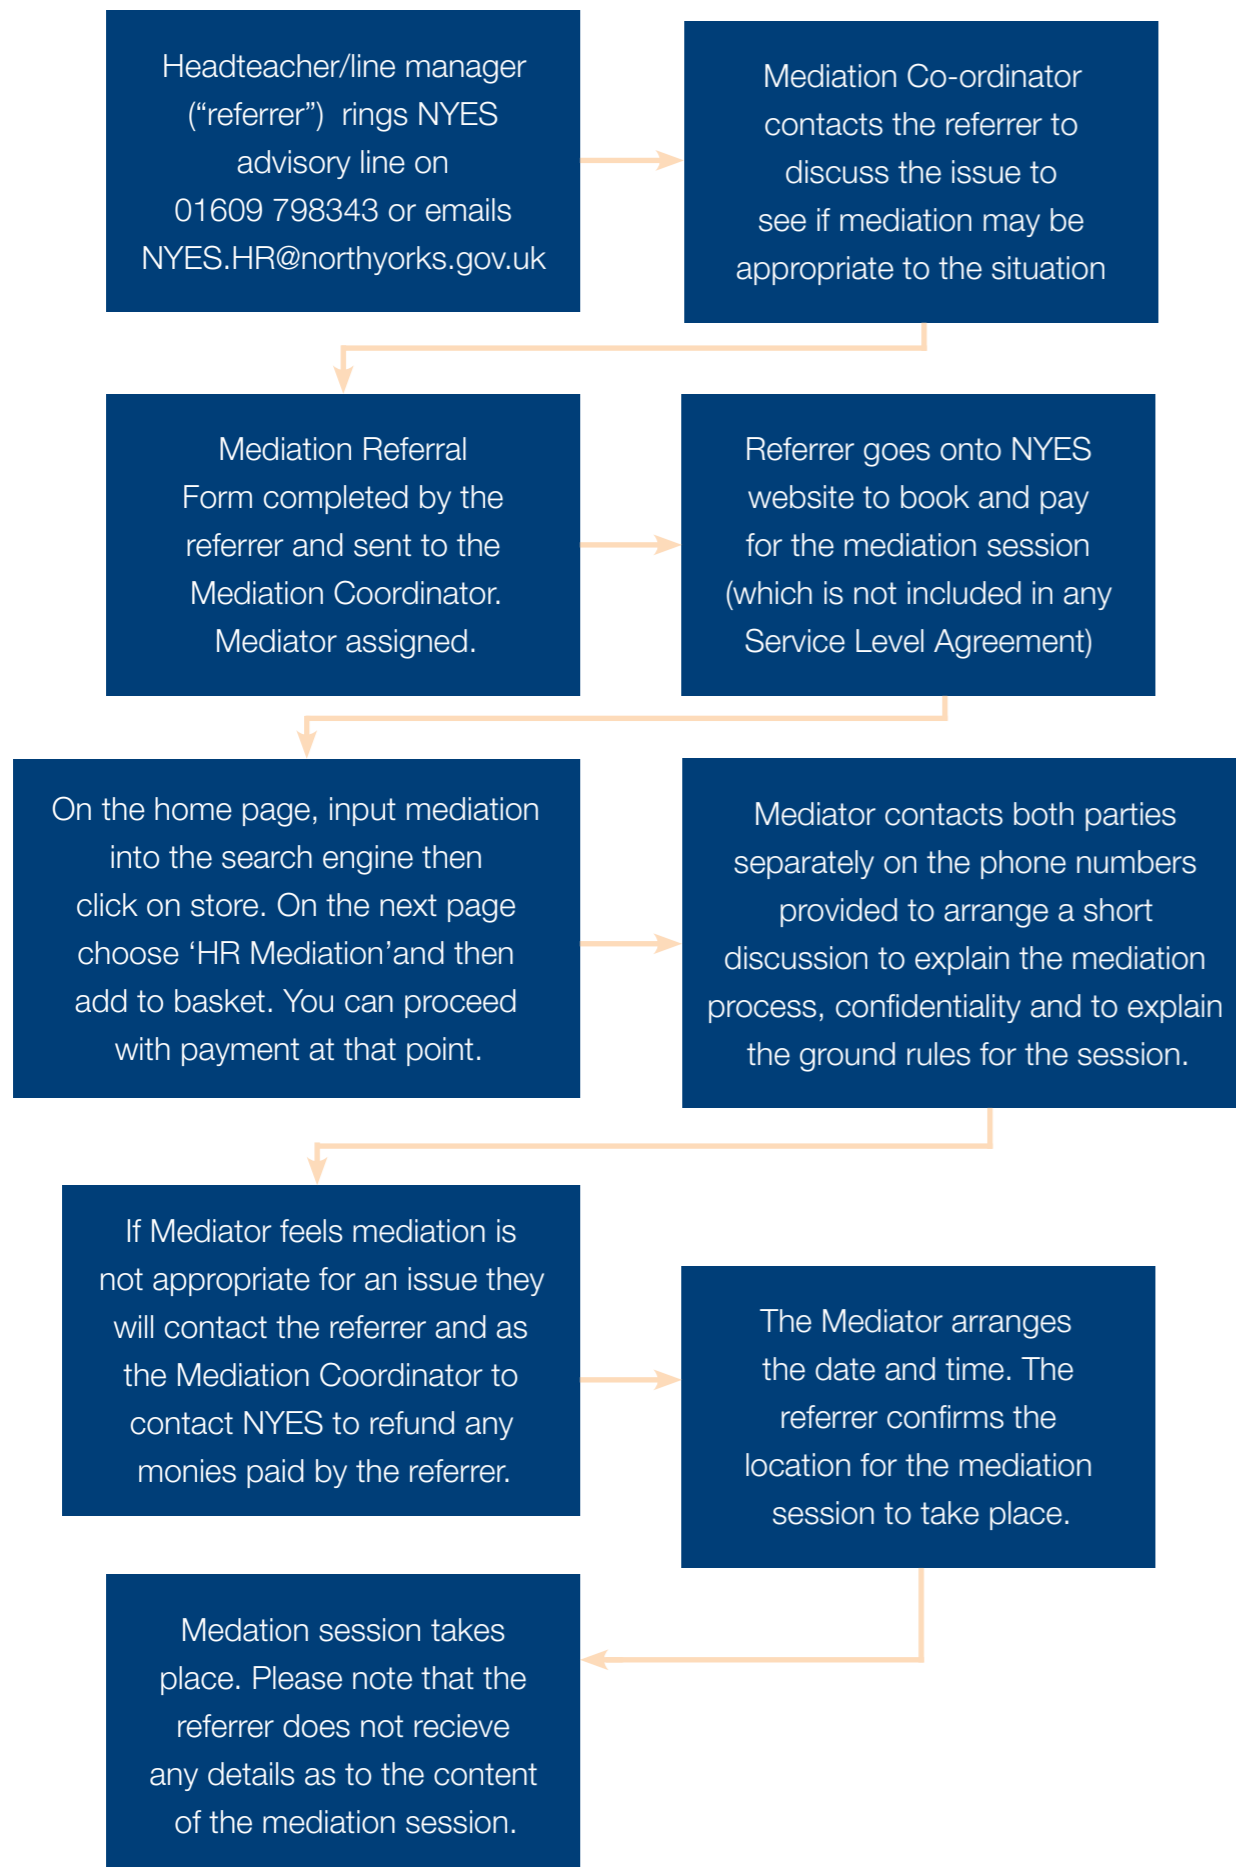 Headteacher/line manager
(“referrer”)  rings NYES
advisory line on
01609 798343 or emails
NYES.HR@northyorks.gov.uk
Mediation Co-ordinator
contacts the referrer to
discuss the issue to
see if mediation may be
appropriate to the situation
Mediation Referral
Form completed by the
referrer and sent to the
Mediation Coordinator.
Mediator assigned.
Referrer goes onto NYES
website to book and pay
for the mediation session
(which is not included in any
Service Level Agreement)
On the home page, input mediation
into the search engine then
click on store. On the next page
choose ‘HR Mediation’and then
add to basket. You can proceed
with payment at that point.
Mediator contacts both parties
separately on the phone numbers
provided to arrange a short
discussion to explain the mediation
process, confidentiality and to explain
the ground rules for the session.
If Mediator feels mediation is
not appropriate for an issue they
will contact the referrer and as
the Mediation Coordinator to
contact NYES to refund any
monies paid by the referrer.
The Mediator arranges
the date and time. The
referrer confirms the
location for the mediation
session to take place.
Medation session takes
place. Please note that the
referrer does not recieve
any details as to the content
of the mediation session.